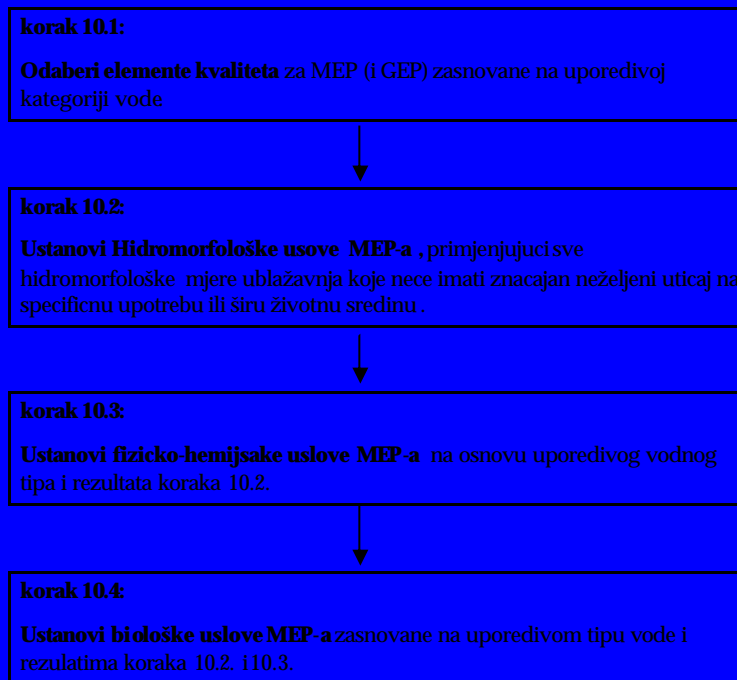 korak 10.1:
Odaberi elemente kvaliteta za MEP (i GEP) zasnovane na uporedivoj
kategoriji vode
korak 10.2:
Ustanovi Hidromorfološke usove MEP-a , primjenjujuci sve
hidromorfološke mjere ublažavnja koje nece imati znacajan neželjeni uticaj na
specificnu upotrebu ili širu životnu sredinu .
korak 10.3:
Ustanovi fizicko-hemijsake uslove MEP-a na osnovu uporedivog vodnog
tipa i rezultata koraka 10.2.
korak 10.4:
Ustanovi biološke uslove MEP-a zasnovane na uporedivom tipu vode i
rezulatima koraka 10.2. i 10.3.